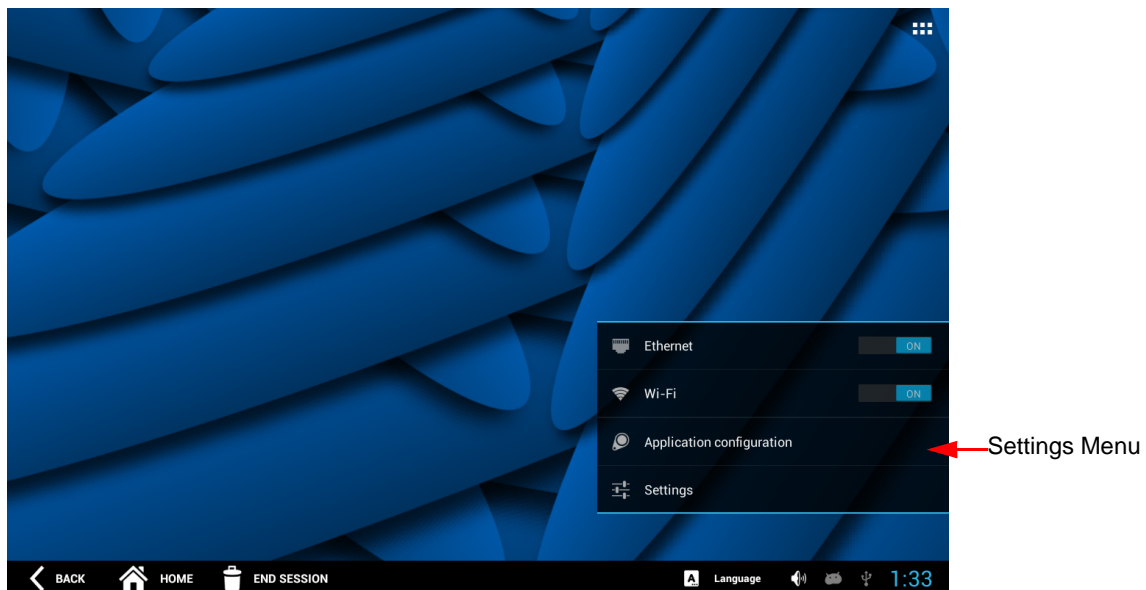 Ethernet ON
Wi-Fi ON
Application configuration
Settings
Settings Menu
BACK HOME END SESSION A Language 1:33